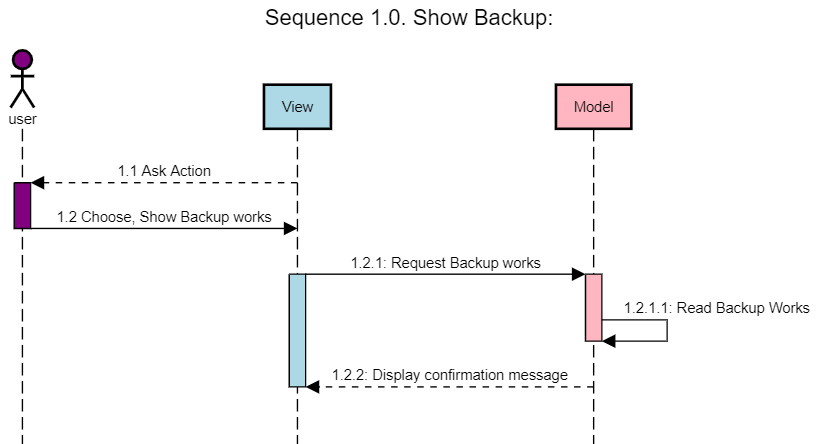 Sequence 1.0. Show Backup:
user
View
Model
1.1 Ask Action
1.2 Choose, Show Backup works
1.2.1: Request Backup works
1.2.1.1: Read Backup Works
1.2.2: Display confirmation message